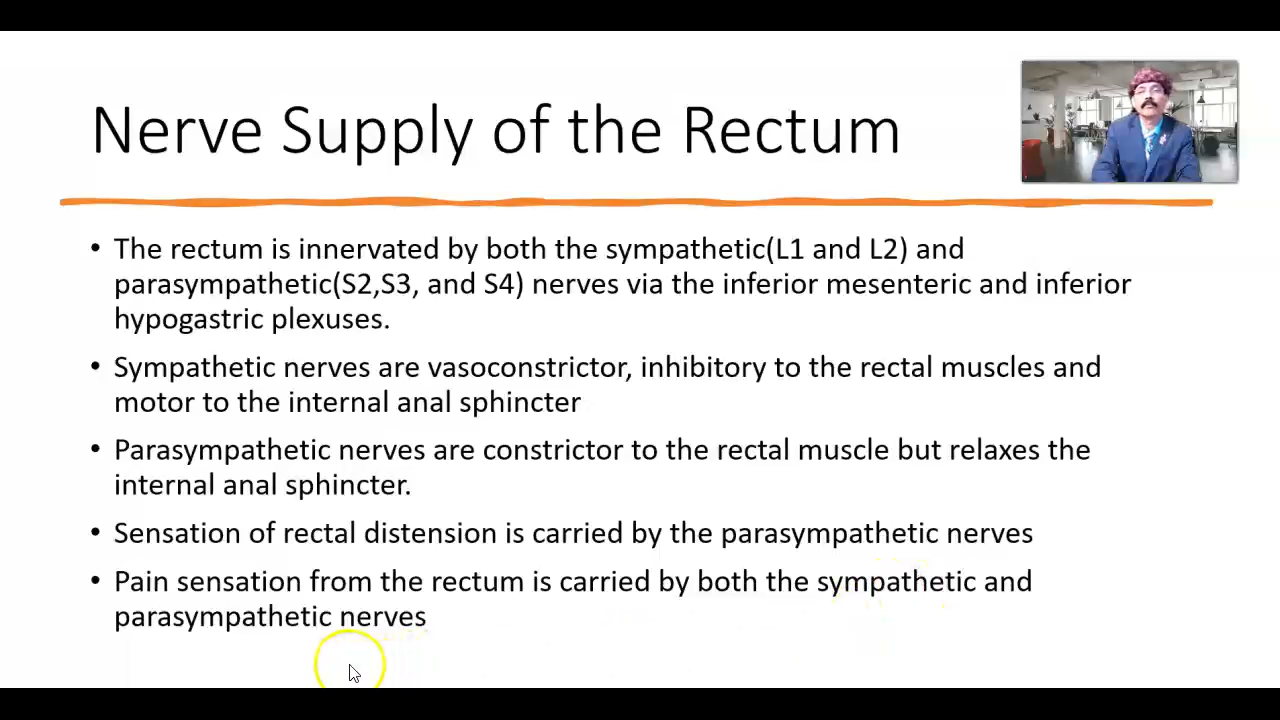 Nerve Supply of the Rectum
• The rectum is innervated by both the sympathetic(L1 and L2) and
parasympathetic(S2,S3, and S4) nerves via the inferior mesenteric and inferior
hypogastric plexuses.
• Sympathetic nerves are vasoconstrictor, inhibitory to the rectal muscles and
motor to the internal anal sphincter
• Parasympathetic nerves are constrictor to the rectal muscle but relaxes the
internal anal sphincter.
• Sensation of rectal distension is carried by the parasympathetic nerves
• Pain sensation from the rectum is carried by both the sympathetic and
parasympathetic nerves